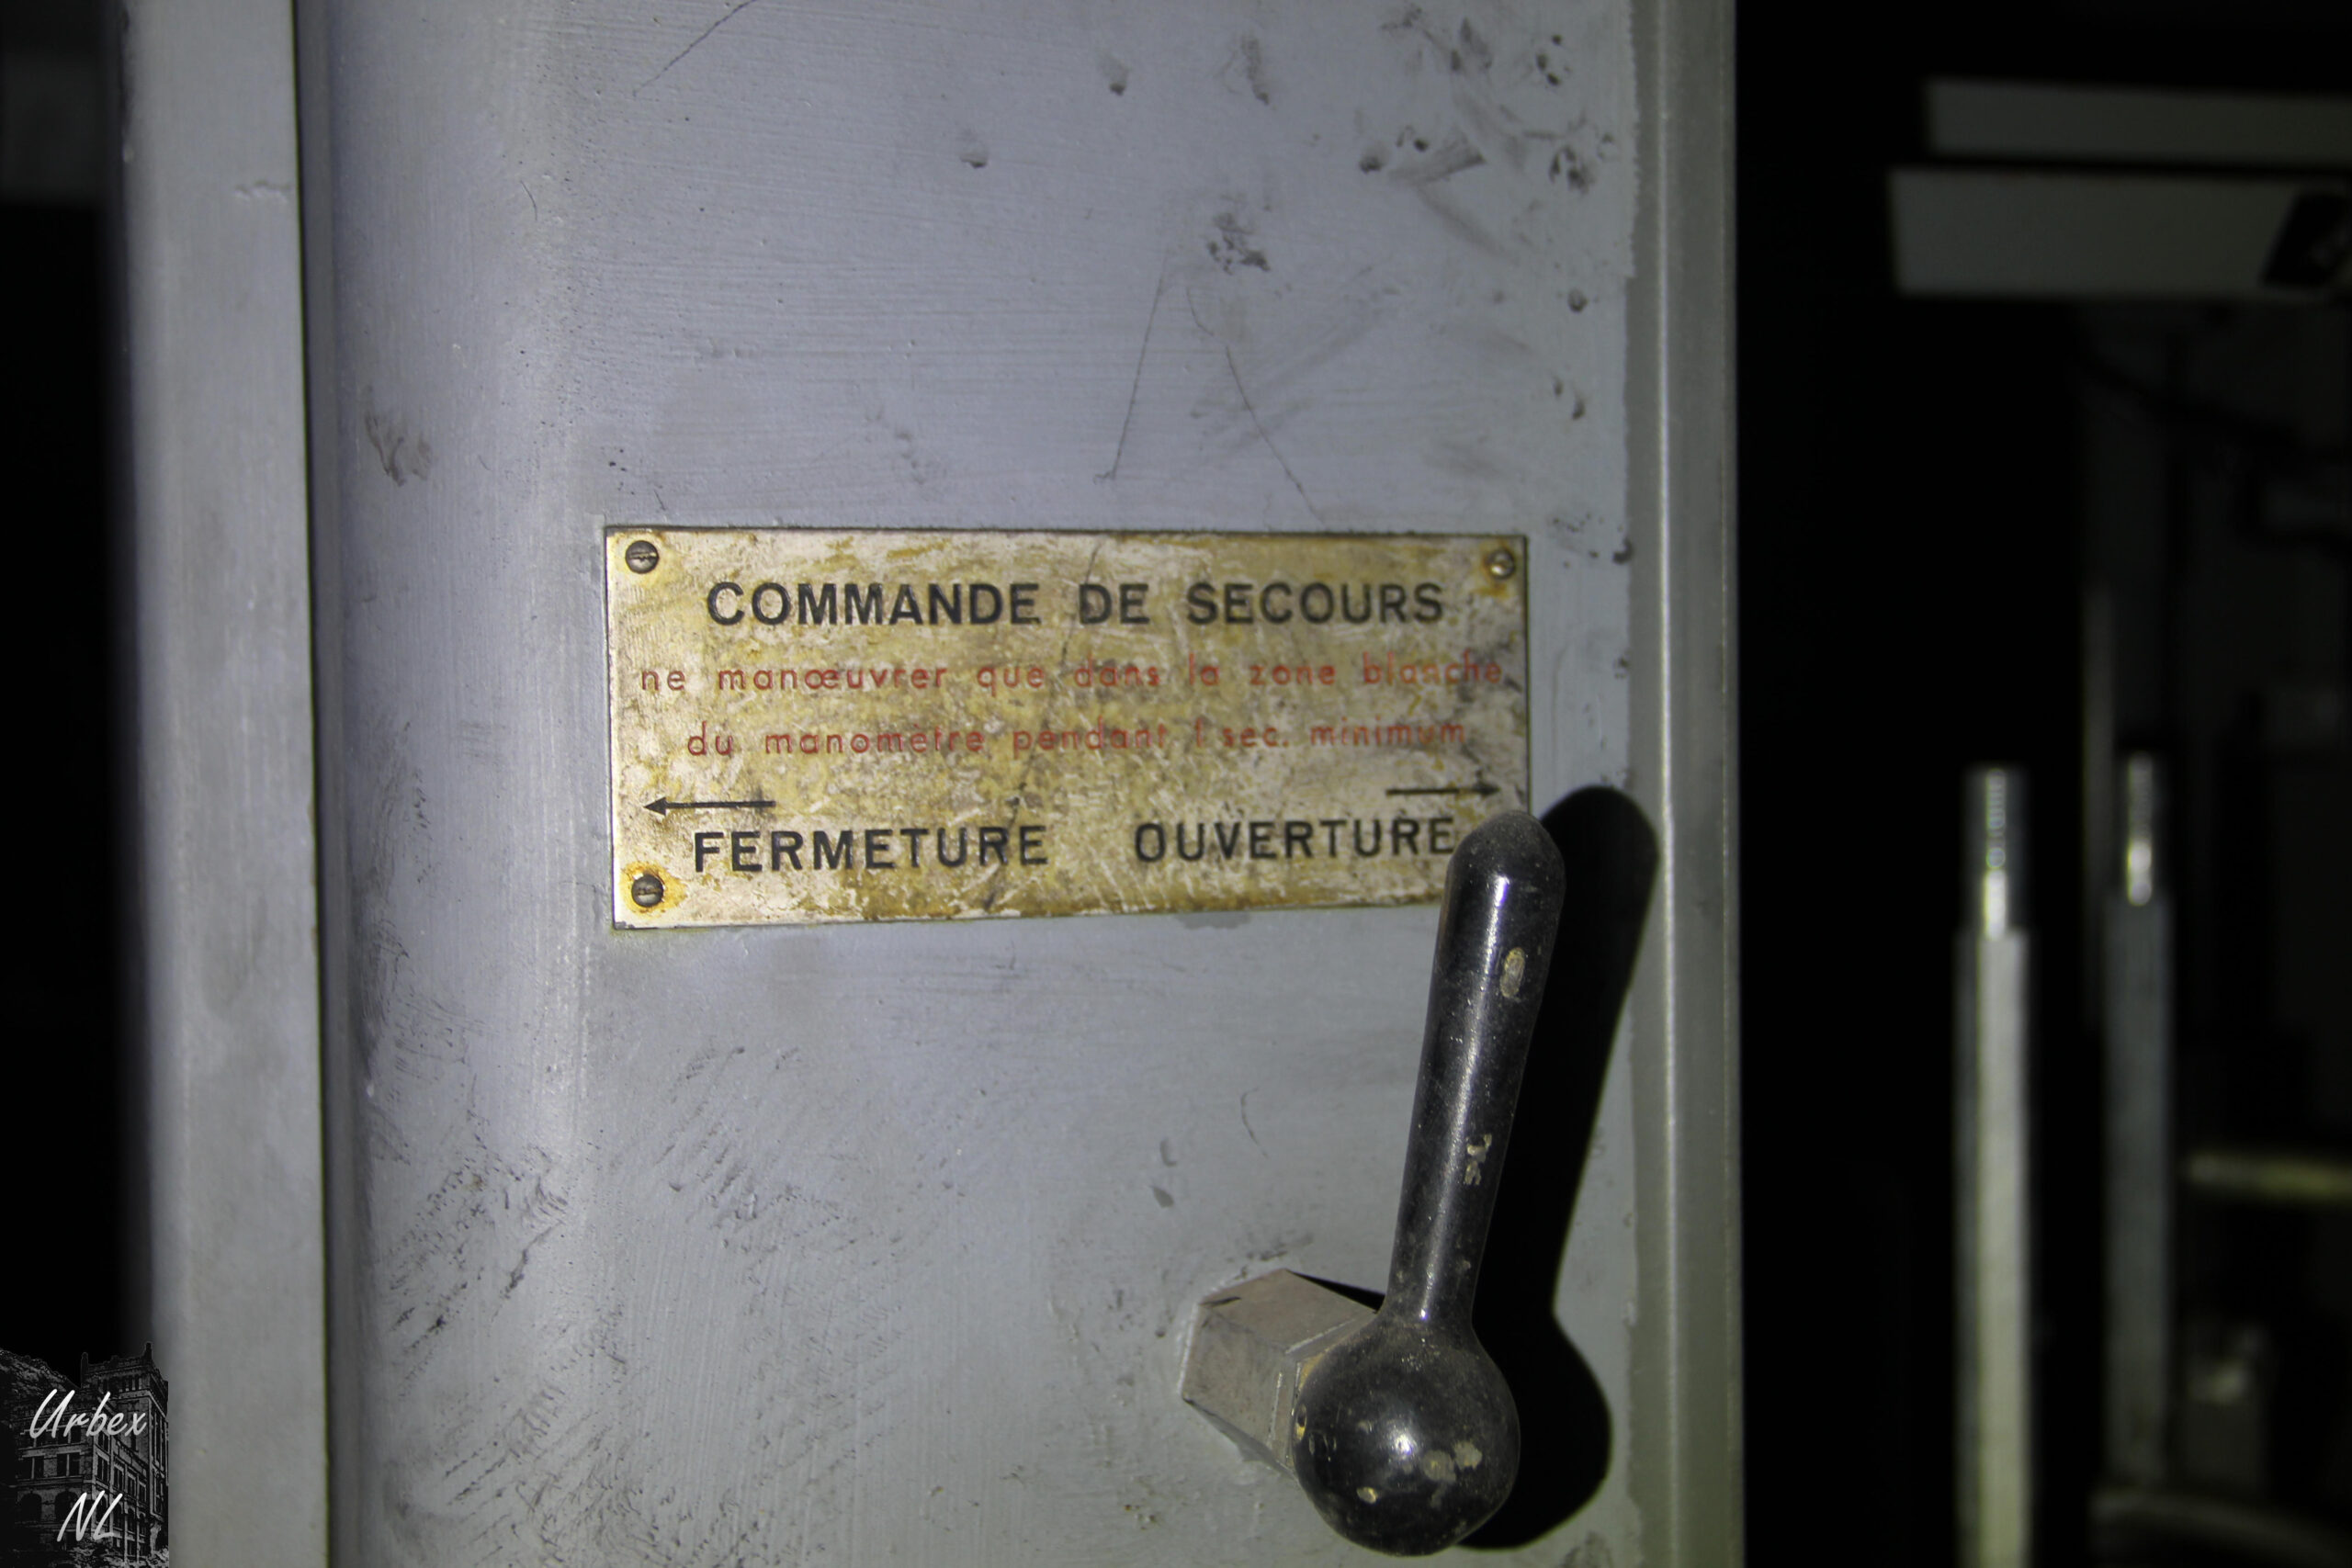 COMMANDE DE SECOURS
ne manœuvrer que dans la zone blanche
du manomètre pendant 1 sec. minimum
FERMETURE OUVERTURE
Urbex
NL